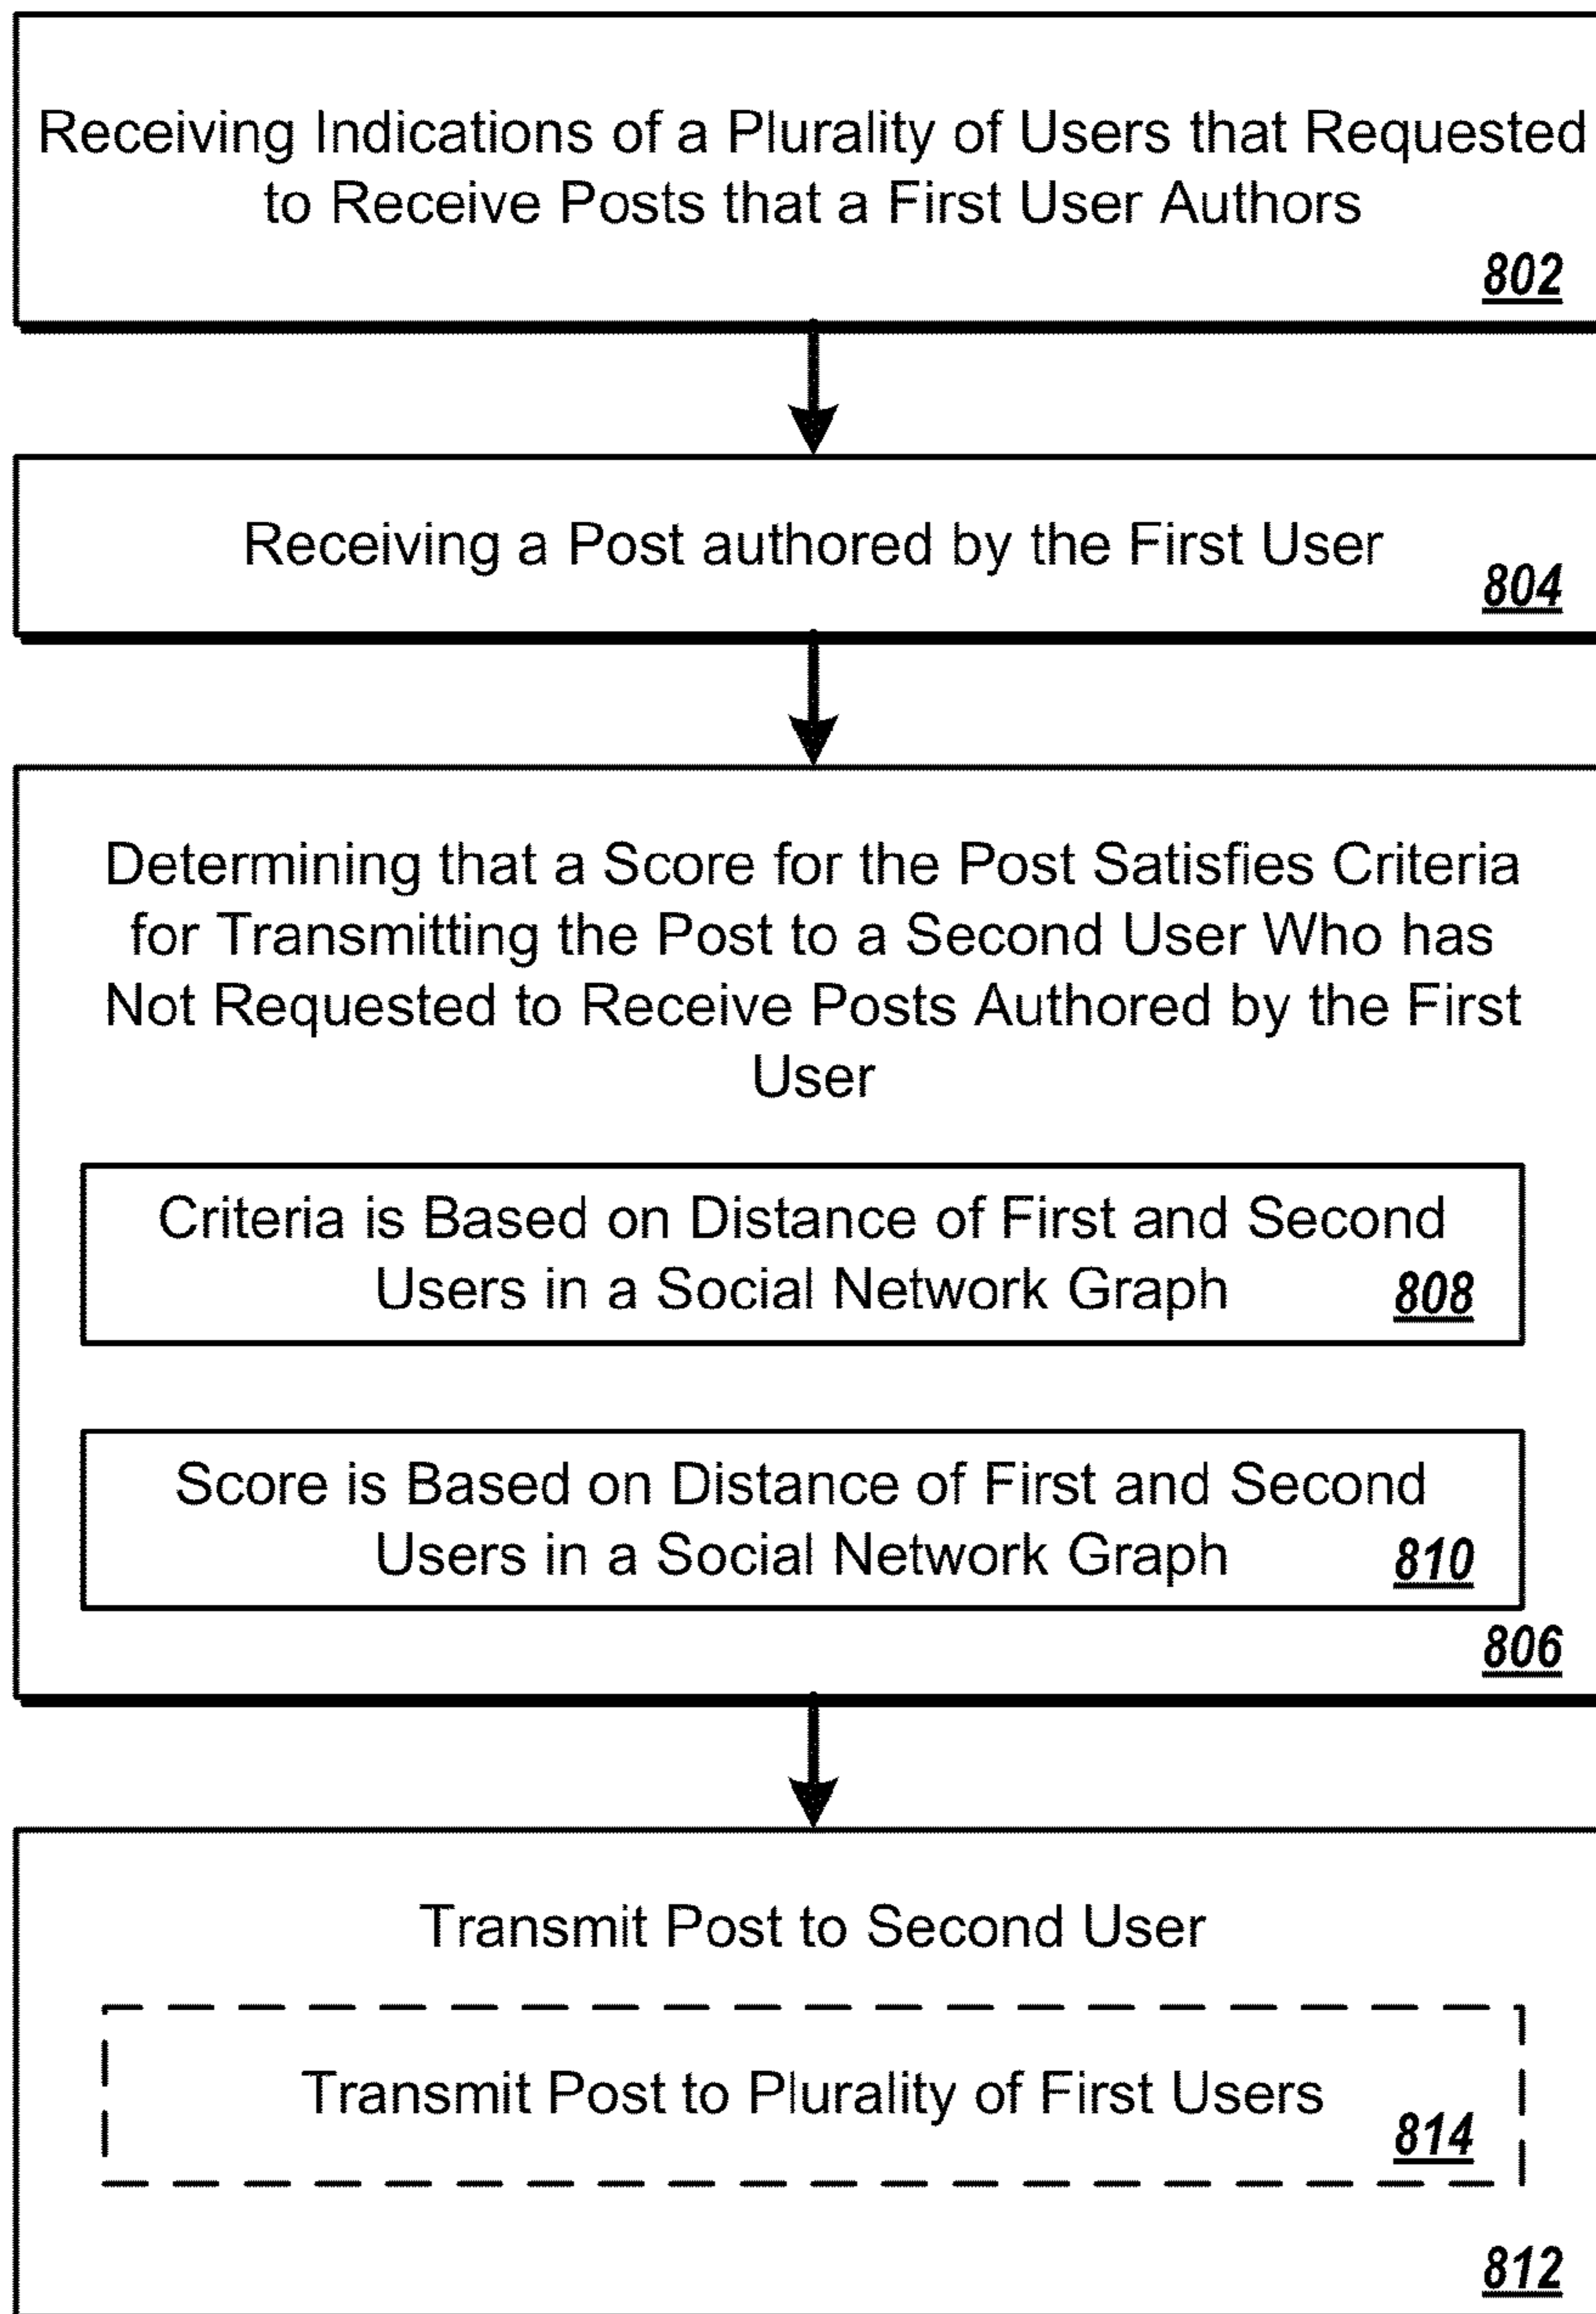 Receiving Indications of a Plurality of Users that Requested
to Receive Posts that a First User Authors
802
Receiving a Post authored by the First User
804
Determining that a Score for the Post Satisfies Criteria
for Transmitting the Post to a Second User Who has
Not Requested to Receive Posts Authored by the First
User
Criteria is Based on Distance of First and Second
Users in a Social Network Graph
808
Score is Based on Distance of First and Second
Users in a Social Network Graph
810
806
Transmit Post to Second User
Transmit Post to Plurality of First Users
814
812